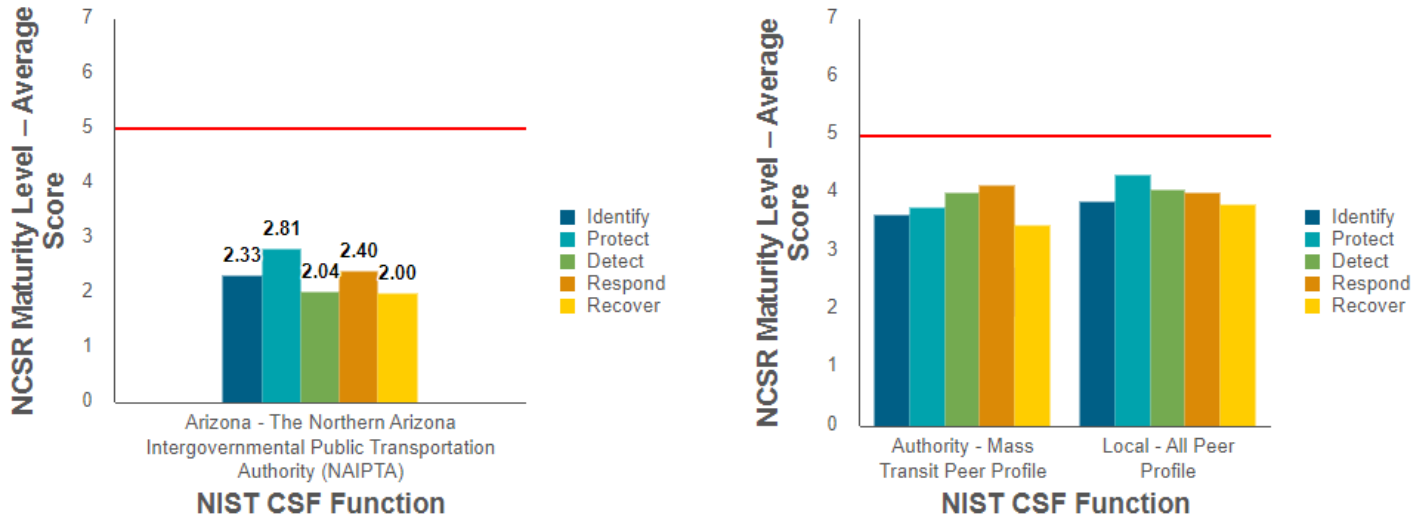 NCSR Maturity Level – Average
Score
7
6
5
4
3
2
1
0
2.33
2.81
2.04
2.40
2.00
Identify
Protect
Detect
Respond
Recover
Arizona - The Northern Arizona
Intergovernmental Public Transportation
Authority (NAIPTA)
NIST CSF Function
NCSR Maturity Level – Average
Score
7
6
5
4
3
2
1
0
Identify
Protect
Detect
Respond
Recover
Authority - Mass
Transit Peer Profile
Local - All Peer
Profile
NIST CSF Function